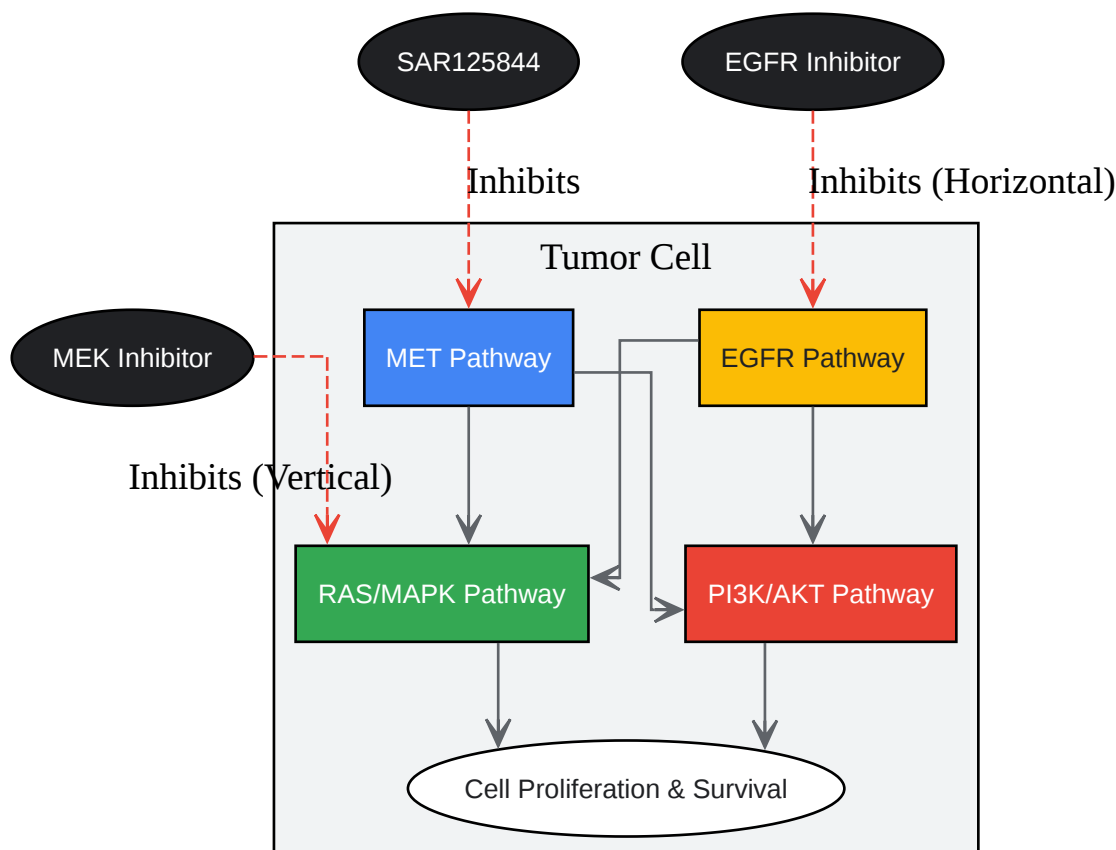 SAR125844
EGFR Inhibitor
Inhibits
Inhibits (Horizontal)
Tumor Cell
MEK Inhibitor
MET Pathway
EGFR Pathway
Inhibits (Vertical)
RAS/MAPK Pathway
PI3K/AKT Pathway
Cell Proliferation & Survival